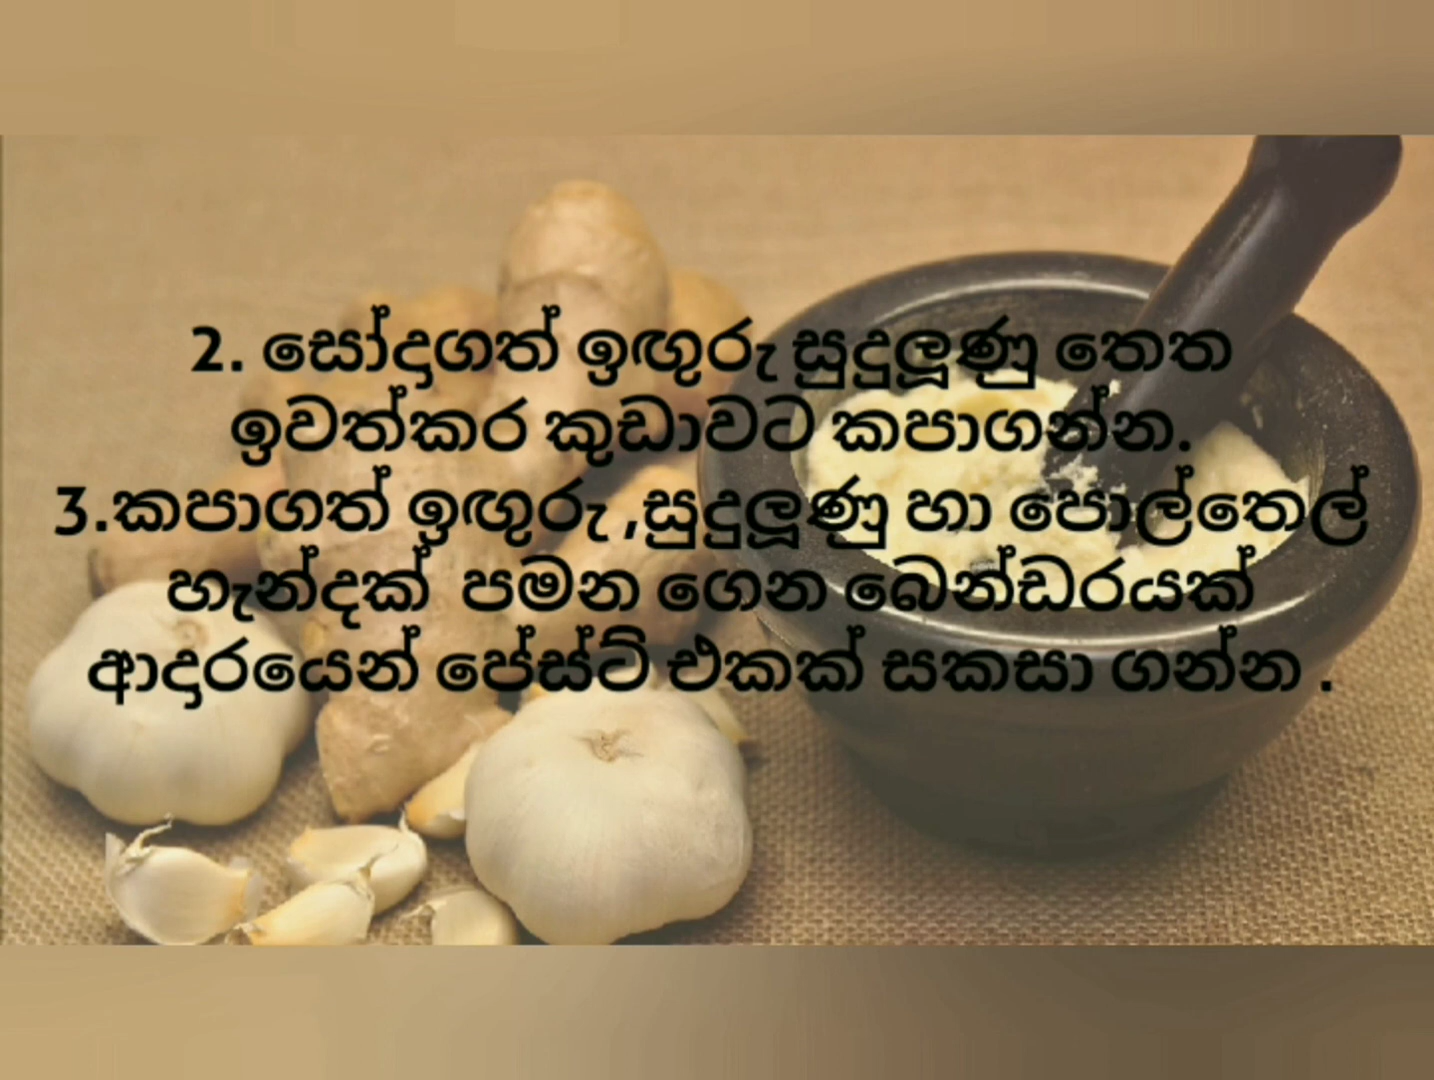 2. සෝදාගත් ඉඟුරු සුදුලූණු තෙත
ඉවත්කර කුඩාවට කපාගන්න.
3.කපාගත් ඉඟුරු ,සුදුලූණු හා පොල්තෙල්
හැන්දක් පමන ගෙන බෙන්ඩරයක්
ආදාරයෙන් පේස්ට් එකක් සකසා ගන්න .